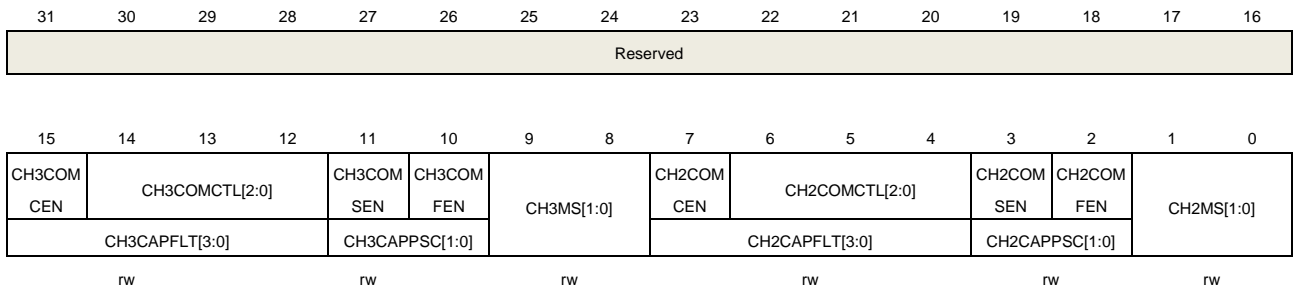 31 30 29 28 27 26 25 24 23 22 21 20 19 18 17 16
Reserved
15 14 13 12 11 10 9 8 7 6 5 4 3 2 1 0
CH3COM CEN CH3COMCTL[2:0] CH3COM SEN CH3COM FEN CH3MS[1:0] CH2COM CEN CH2COMCTL[2:0] CH2COM SEN CH2COM FEN CH2MS[1:0]
CH3CAPFLT[3:0] CH3CAPPSC[1:0] CH2CAPFLT[3:0] CH2CAPPSC[1:0]
rw rw rw rw rw rw